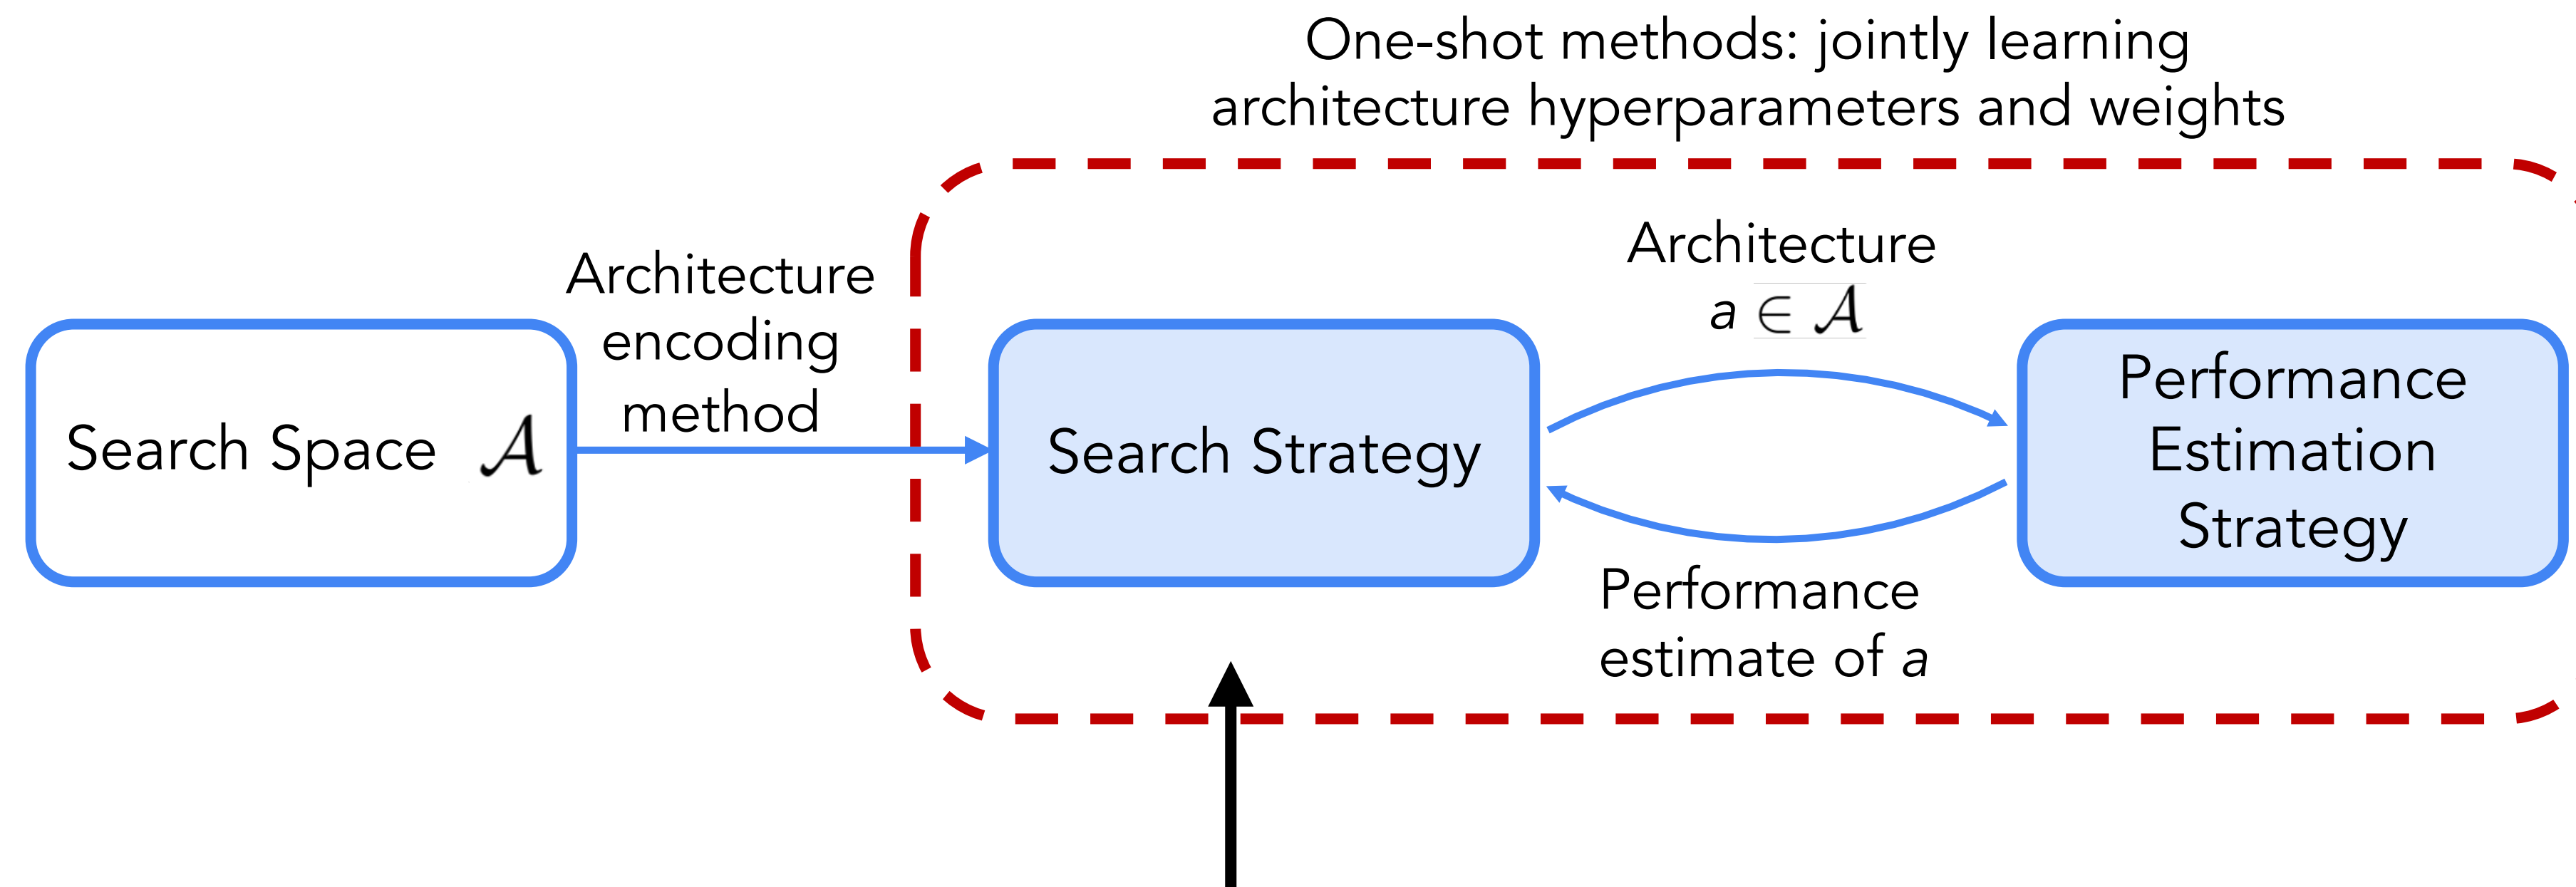 One-shot methods: jointly learning
architecture hyperparameters and weights
Architecture
encoding
method
Search Space 𝒜
Search Strategy
Architecture
a ∈ 𝒜
Performance
estimate of a
Performance
Estimation
Strategy